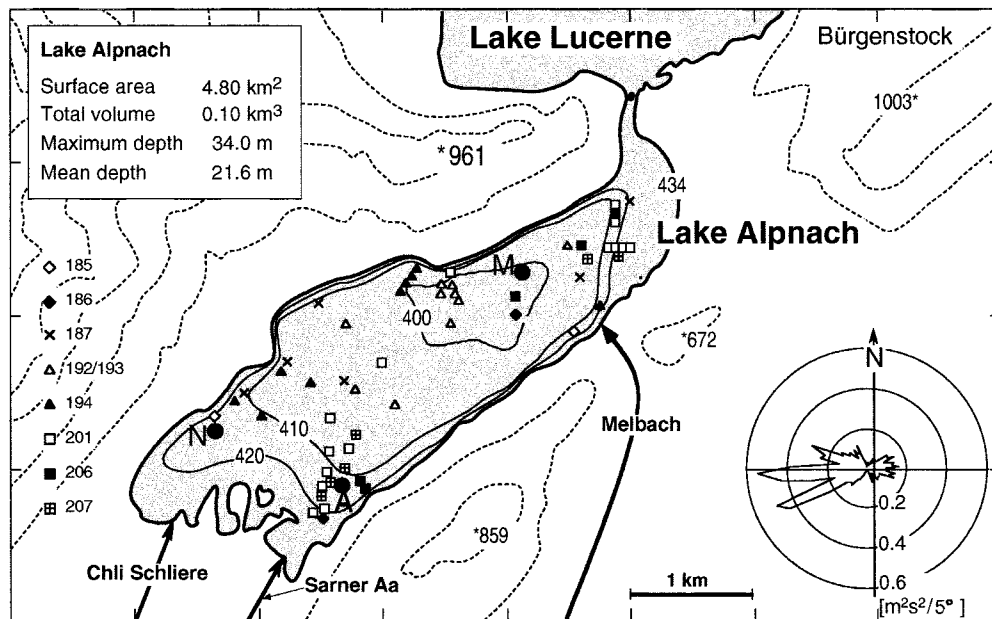 Lake Alpnach
Surface area 4.80 km²
Total volume 0.10 km³
Maximum depth 34.0 m
Mean depth 21.6 m
Lake Lucerne
Bürgenstock
1003*
*961
434
Lake Alpnach
185
186
187
192/193
194
201
206
207
M
400
*672
N
410
420
A
Melbach
*859
Chli Schliere
Sarner Aa
1 km
N
0.2
0.4
0.6
[m²s²/5°]